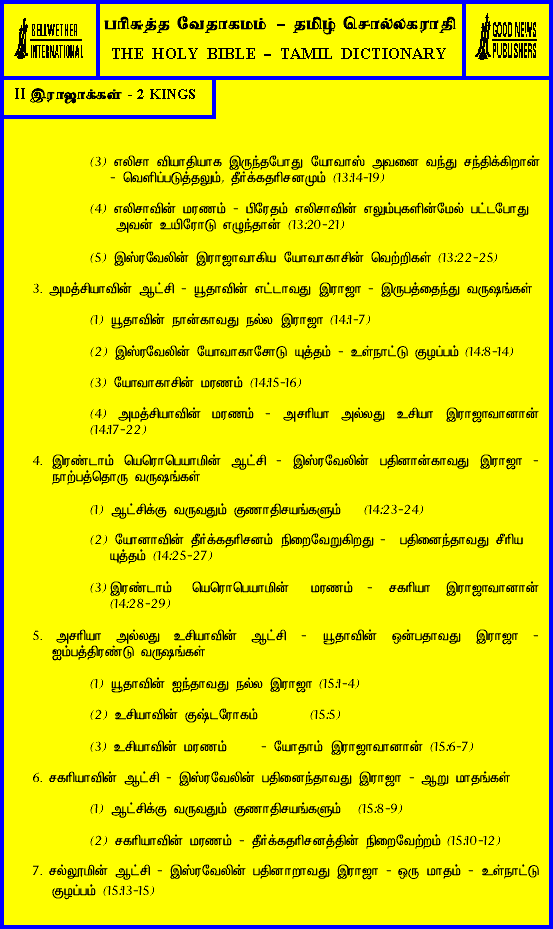 BELLWETHER
INTERNATIONAL
பரிசுத்த வேதாகமம் – தமிழ் சொல்லகராதி
THE HOLY BIBLE – TAMIL DICTIONARY
GOOD NEWS
PUBLISHERS
II இராஜாக்கள் - 2 KINGS
(3) எலிசா வியாதியாக இருந்தபோது யோவாஸ் அவனை வந்து சந்திக்கிறான்
- வெளிப்படுத்தலும், தீர்க்கதரிசனமும் (13:14-19)
(4) எலிசாவின் மரணம் - பிரேதம் எலிசாவின் எலும்புகளின்மேல் பட்டபோது
அவன் உயிரோடு எழுந்தான் (13:20-21)
(5) இஸ்ரவேலின் இராஜாவாகிய யோவாகாசின் வெற்றிகள் (13:22-25)
3. அமத்சியாவின் ஆட்சி - யூதாவின் எட்டாவது இராஜா - இருபத்தைந்து வருஷங்கள்
(1) யூதாவின் நான்காவது நல்ல இராஜா (14:1-7)
(2) இஸ்ரவேலின் யோவாகாசோடு யுத்தம் - உள்நாட்டு குழப்பம் (14:8-14)
(3) யோவாகாசின் மரணம் (14:15-16)
(4) அமத்சியாவின் மரணம் - அசரியா அல்லது உசியா இராஜாவானான்
(14:17-22)
4. இரண்டாம் யெரொபெயாமின் ஆட்சி - இஸ்ரவேலின் பதினான்காவது இராஜா -
நாற்பத்தொரு வருஷங்கள்
(1) ஆட்சிக்கு வருவதும் குணாதிசயங்களும் (14:23-24)
(2) யோனாவின் தீர்க்கதரிசனம் நிறைவேறுகிறது - பதினைந்தாவது சீரிய
யுத்தம் (14:25-27)
(3) இரண்டாம் யெரொபெயாமின் மரணம் - சகரியா இராஜாவானான்
(14:28-29)
5. அசரியா அல்லது உசியாவின் ஆட்சி - யூதாவின் ஒன்பதாவது இராஜா -
ஐம்பத்திரண்டு வருஷங்கள்
(1) யூதாவின் ஐந்தாவது நல்ல இராஜா (15:1-4)
(2) உசியாவின் குஷ்டரோகம் (15:5)
(3) உசியாவின் மரணம் - யோதாம் இராஜாவானான் (15:6-7)
6. சகரியாவின் ஆட்சி - இஸ்ரவேலின் பதினைந்தாவது இராஜா - ஆறு மாதங்கள்
(1) ஆட்சிக்கு வருவதும் குணாதிசயங்களும் (15:8-9)
(2) சகரியாவின் மரணம் - தீர்க்கதரிசனத்தின் நிறைவேற்றம் (15:10-12)
7. சல்லூமின் ஆட்சி - இஸ்ரவேலின் பதினாறாவது இராஜா - ஒரு மாதம் - உள்நாட்டு
குழப்பம் (15:13-15)